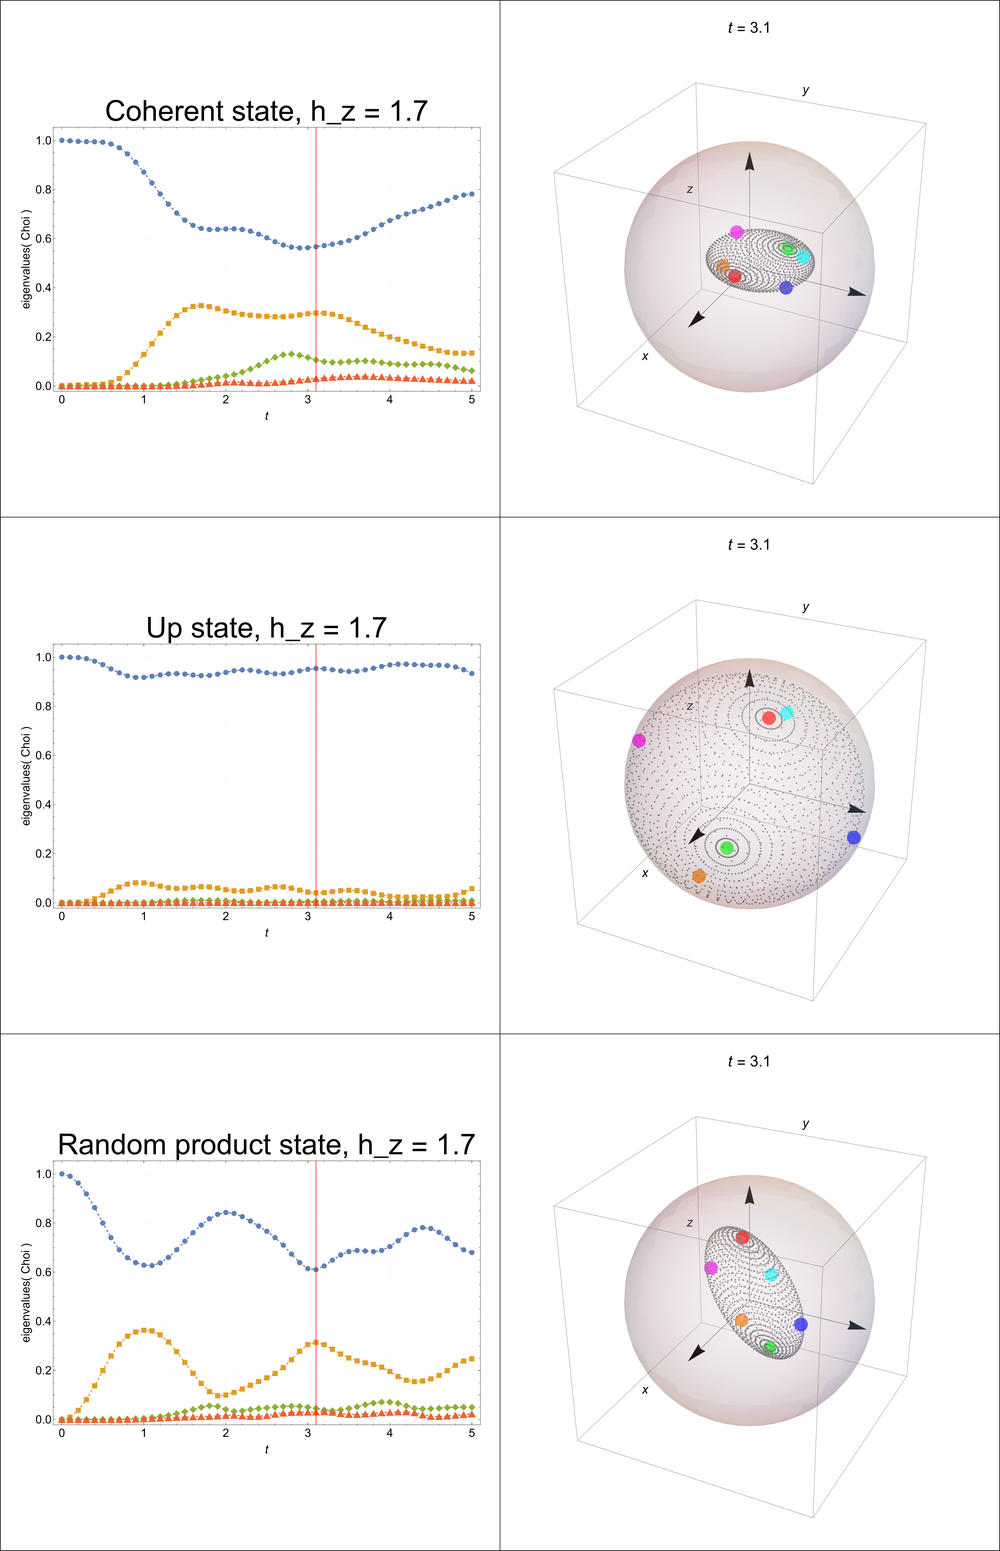 t = 3.1
Coherent state, h_z = 1.7
eigenvalues( Choi )
1.0
0.8
0.6
0.4
0.2
0.0
0 1 2 3 4 5
t
y
z
x
t = 3.1
Up state, h_z = 1.7
eigenvalues( Choi )
1.0
0.8
0.6
0.4
0.2
0.0
0 1 2 3 4 5
t
y
z
x
t = 3.1
Random product state, h_z = 1.7
eigenvalues( Choi )
1.0
0.8
0.6
0.4
0.2
0.0
0 1 2 3 4 5
t
y
z
x